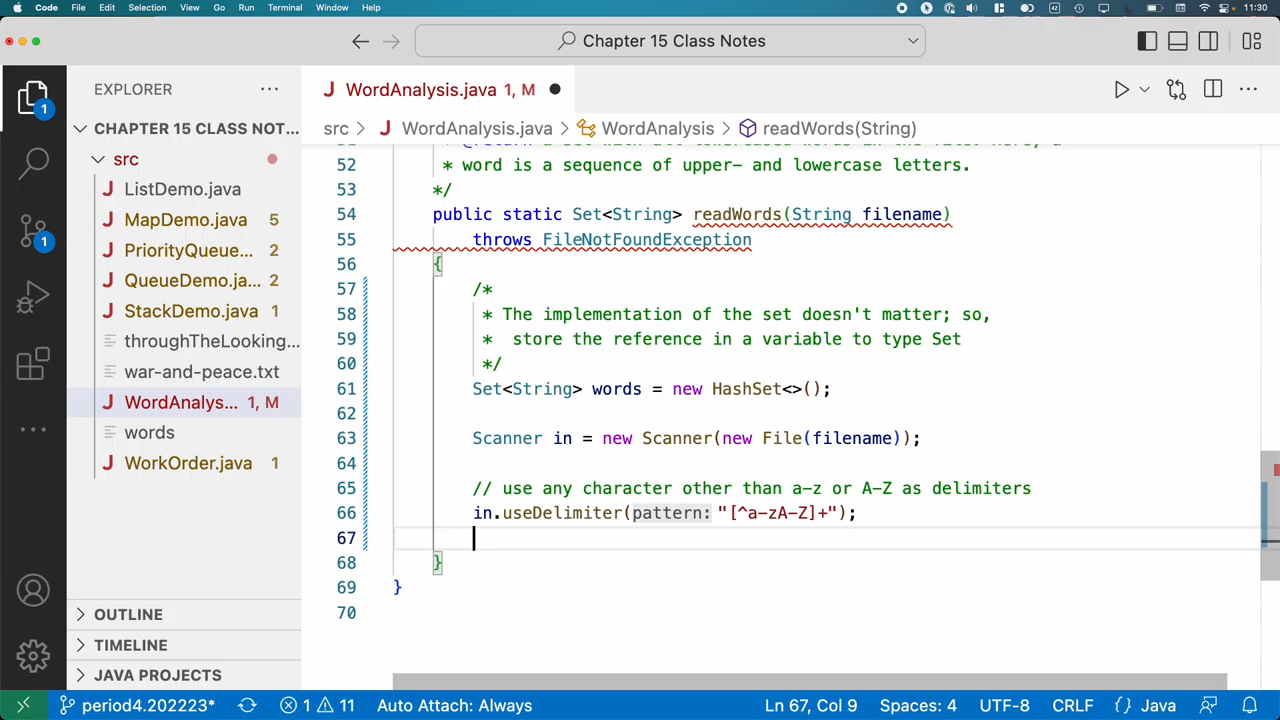 Code File Edit Selection View Go Run Terminal Window Help 11:30
Chapter 15 Class Notes
EXPLORER
WordAnalysis.java 1, M
CHAPTER 15 CLASS NOT...
src > WordAnalysis.java > WordAnalysis > readWords(String)
src
ListDemo.java
MapDemo.java 5
PriorityQueue... 2
QueueDemo.ja... 2
StackDemo.java 1
throughTheLooking...
war-and-peace.txt
WordAnalys... 1, M
words
WorkOrder.java 1
OUTLINE
TIMELINE
JAVA PROJECTS
52 * word is a sequence of upper- and lowercase letters.
53 */
54 public static Set<String> readWords(String filename)
55 throws FileNotFoundException
56 {
57 /*
58 * The implementation of the set doesn't matter; so,
59 *  store the reference in a variable to type Set
60 */
61 Set<String> words = new HashSet<>();
62
63 Scanner in = new Scanner(new File(filename));
64
65 // use any character other than a-z or A-Z as delimiters
66 in.useDelimiter(pattern: "[^a-zA-Z]+");
67
68 }
69 }
70
period4.202223* 1 11 Auto Attach: Always Ln 67, Col 9 Spaces: 4 UTF-8 CRLF {} Java